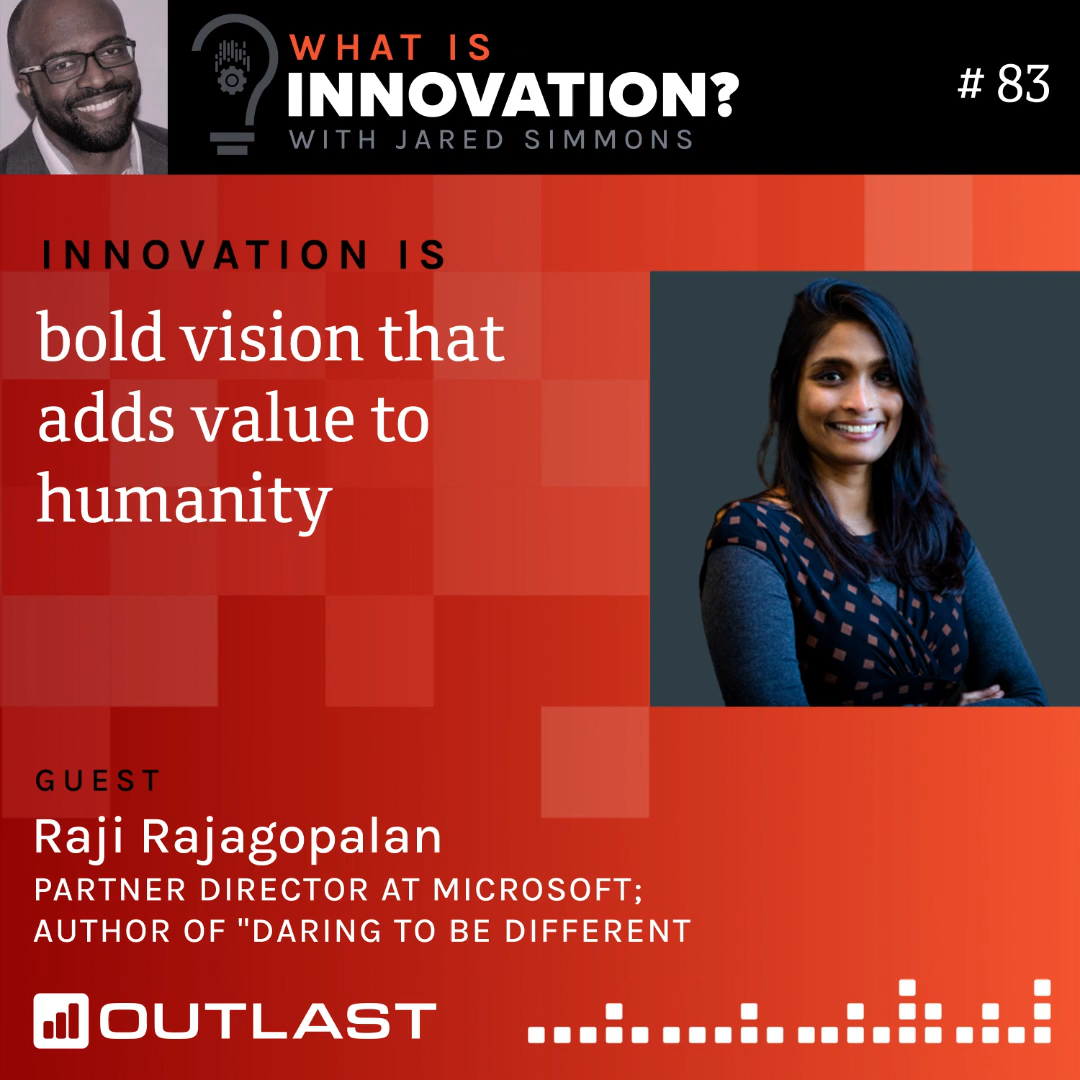 WHAT IS
INNOVATION?
WITH JARED SIMMONS
# 83
INNOVATION IS
bold vision that
adds value to
humanity
GUEST
Raji Rajagopalan
PARTNER DIRECTOR AT MICROSOFT;
AUTHOR OF "DARING TO BE DIFFERENT
OUTLAST